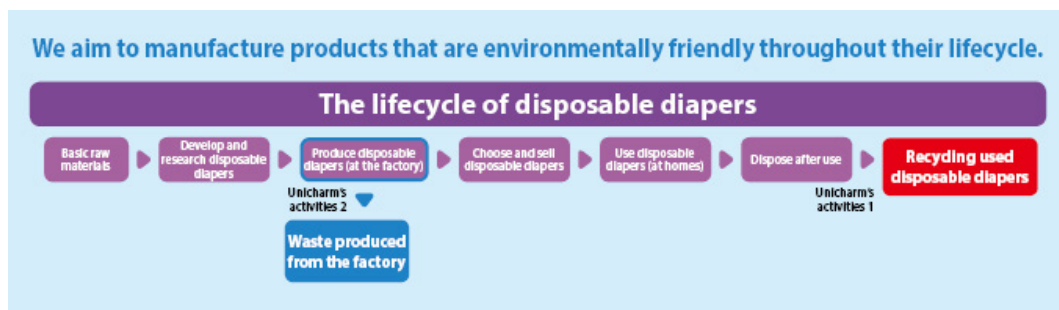 We aim to manufacture products that are environmentally friendly throughout their lifecycle.
The lifecycle of disposable diapers
Basic raw
materials
Develop and
research disposable
diapers
Produce disposable
diapers (at the factory)
Choose and sell
disposable diapers
Use disposable
diapers (at homes)
Dispose after use
Recycling used
disposable diapers
Unicharm's
activities 2
Unicharm's
activities 1
Waste produced
from the factory